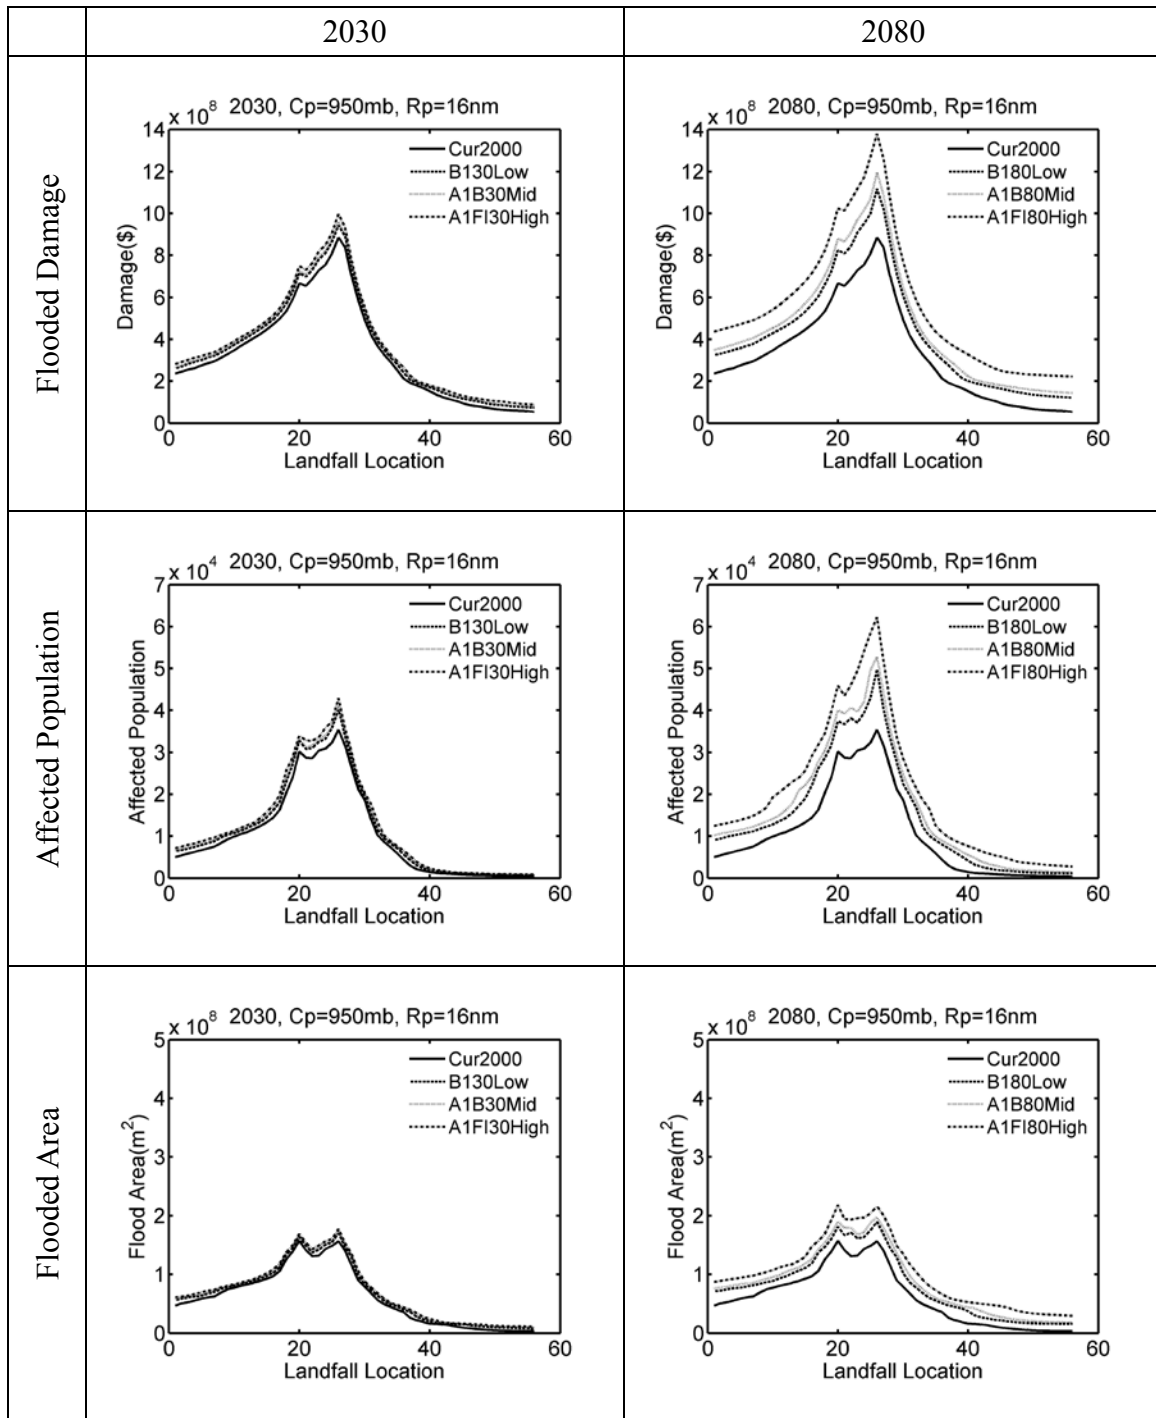 2030
2080
Flooded Damage
x 10^8 2030, Cp=950mb, Rp=16nm
14
12
10
8
6
4
2
0
Damage($)
Cur2000
B130Low
A1B30Mid
A1FI30High
0 20 40 60
Landfall Location
x 10^8 2080, Cp=950mb, Rp=16nm
14
12
10
8
6
4
2
0
Damage($)
Cur2000
B180Low
A1B80Mid
A1FI80High
0 20 40 60
Landfall Location
Affected Population
x 10^4 2030, Cp=950mb, Rp=16nm
7
6
5
4
3
2
1
0
Affected Population
Cur2000
B130Low
A1B30Mid
A1FI30High
0 20 40 60
Landfall Location
x 10^4 2080, Cp=950mb, Rp=16nm
7
6
5
4
3
2
1
0
Affected Population
Cur2000
B180Low
A1B80Mid
A1FI80High
0 20 40 60
Landfall Location
Flooded Area
x 10^8 2030, Cp=950mb, Rp=16nm
5
4
3
2
1
0
Flood Area(m^2)
Cur2000
B130Low
A1B30Mid
A1FI30High
0 20 40 60
Landfall Location
x 10^8 2080, Cp=950mb, Rp=16nm
5
4
3
2
1
0
Flood Area(m^2)
Cur2000
B180Low
A1B80Mid
A1FI80High
0 20 40 60
Landfall Location